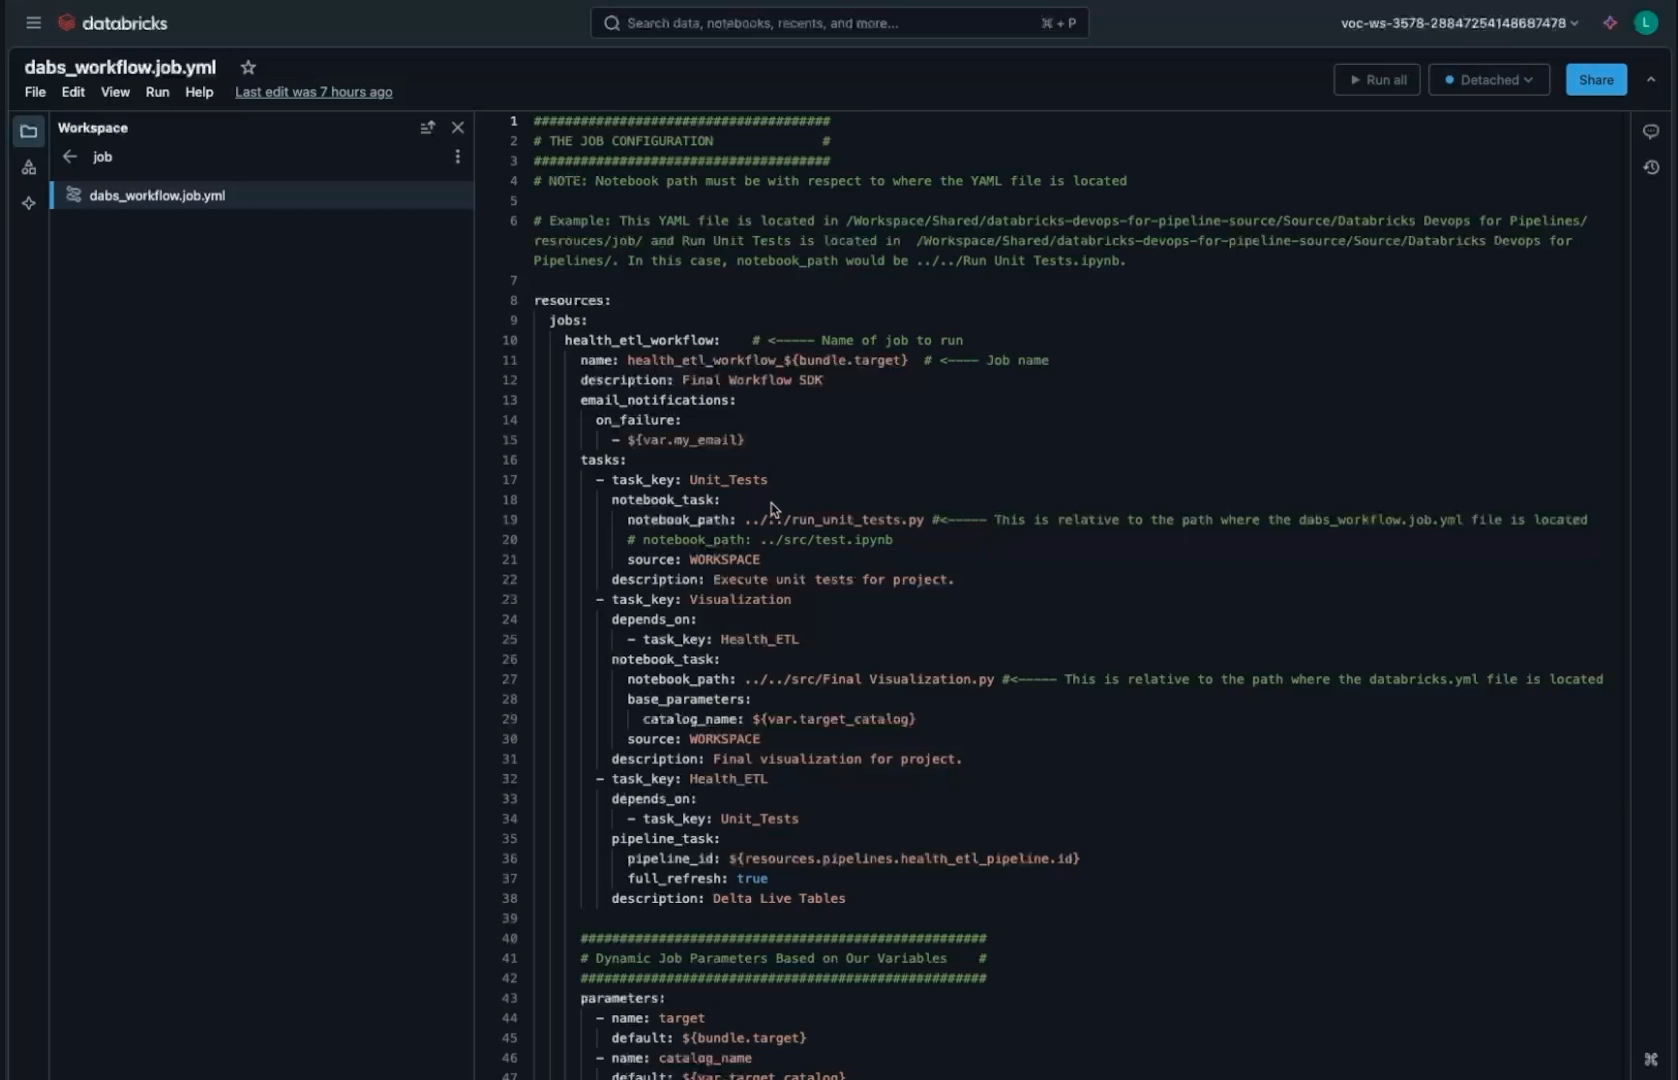 databricks
Search data, notebooks, recents, and more...
⌘ + P
voc-ws-3578-28847254148687478
L
dabs_workflow.job.yml
File Edit View Run Help Last edit was 7 hours ago
Run all
Detached
Share
Workspace
job
dabs_workflow.job.yml
1 ######################################
2 # THE JOB CONFIGURATION #
3 ######################################
4 # NOTE: Notebook path must be with respect to where the YAML file is located
5
6 # Example: This YAML file is located in /Workspace/Shared/databricks-devops-for-pipeline-source/Source/Databricks Devops for Pipelines/
resrouces/job/ and Run Unit Tests is located in /Workspace/Shared/databricks-devops-for-pipeline-source/Source/Databricks Devops for
Pipelines/. In this case, notebook_path would be ../../Run Unit Tests.ipynb.
7
8 resources:
9 jobs:
10 health_etl_workflow: # <----- Name of job to run
11 name: health_etl_workflow_${bundle.target} # <---- Job name
12 description: Final Workflow SDK
13 email_notifications:
14 on_failure:
15 - ${var.my_email}
16 tasks:
17 - task_key: Unit_Tests
18 notebook_task:
19 notebook_path: ../../run_unit_tests.py #<----- This is relative to the path where the dabs_workflow.job.yml file is located
20 # notebook_path: ../src/test.ipynb
21 source: WORKSPACE
22 description: Execute unit tests for project.
23 - task_key: Visualization
24 depends_on:
25 - task_key: Health_ETL
26 notebook_task:
27 notebook_path: ../../src/Final Visualization.py #<----- This is relative to the path where the databricks.yml file is located
28 base_parameters:
29 catalog_name: ${var.target_catalog}
30 source: WORKSPACE
31 description: Final visualization for project.
32 - task_key: Health_ETL
33 depends_on:
34 - task_key: Unit_Tests
35 pipeline_task:
36 pipeline_id: ${resources.pipelines.health_etl_pipeline.id}
37 full_refresh: true
38 description: Delta Live Tables
39
40 ####################################################
41 # Dynamic Job Parameters Based on Our Variables #
42 ####################################################
43 parameters:
44 - name: target
45 default: ${bundle.target}
46 - name: catalog_name
47 default: ${var.target_catalog}